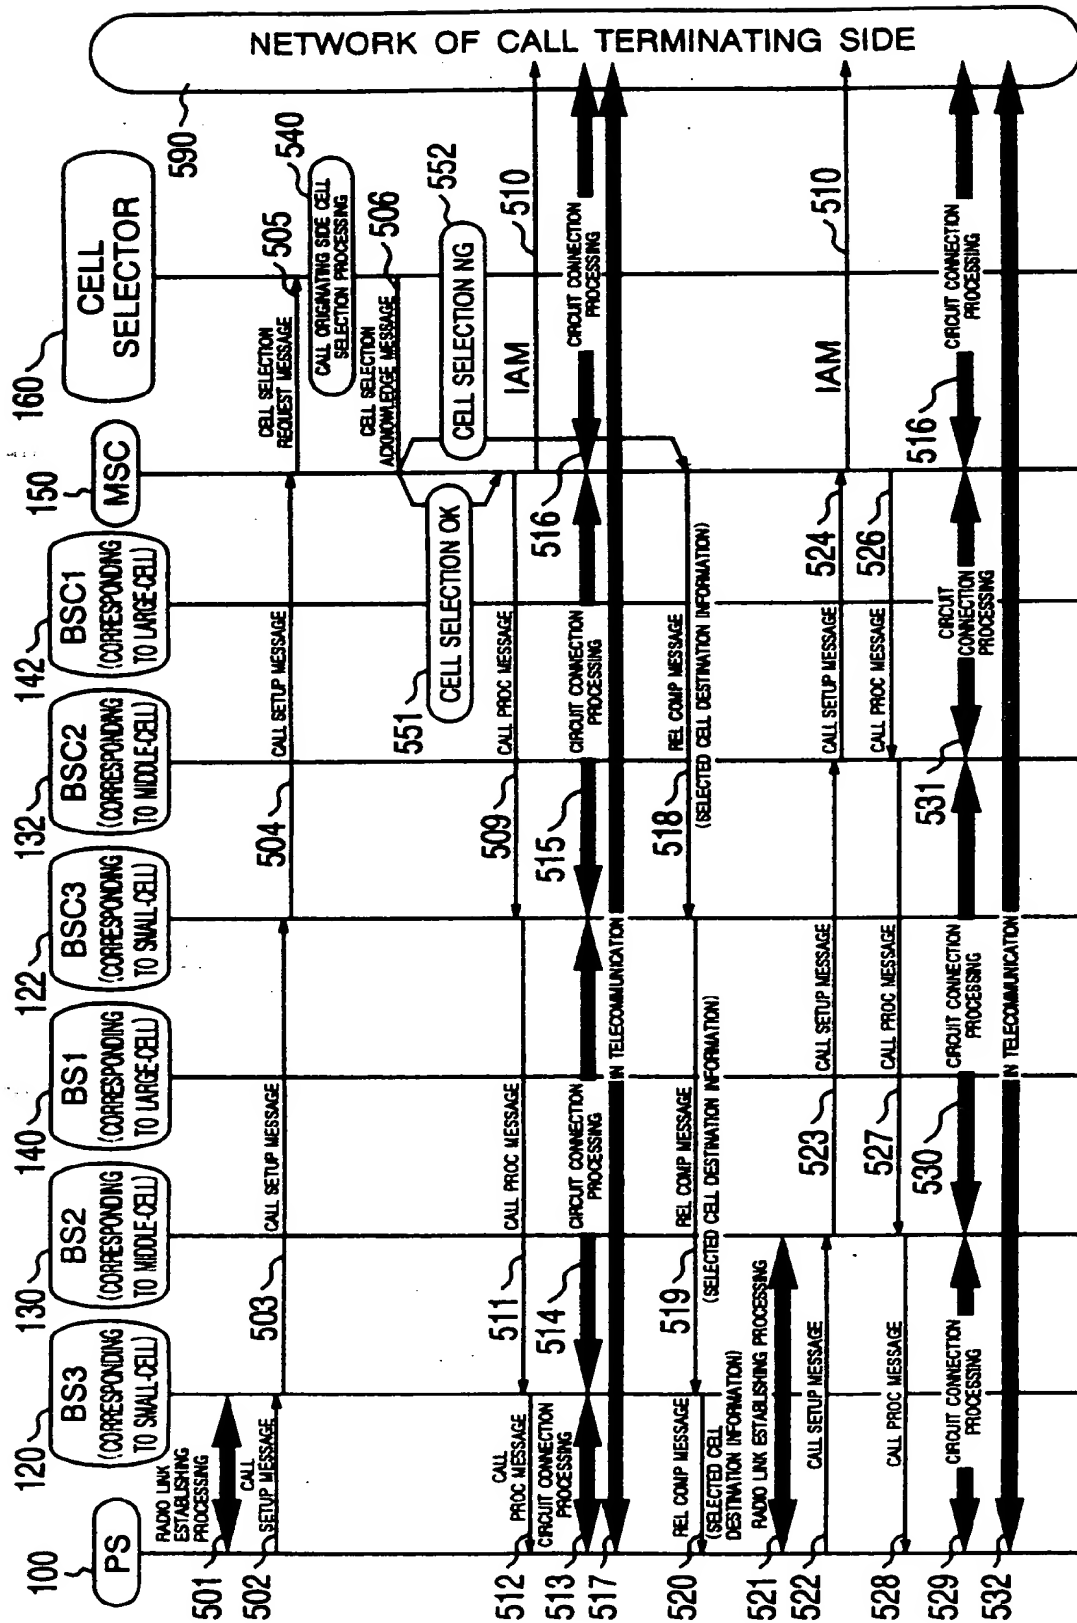 100
PS
120
BS3
(CORRESPONDING
TO SMALL-CELL)
130
BS2
(CORRESPONDING
TO MIDDLE-CELL)
140
BS1
(CORRESPONDING
TO LARGE-CELL)
122
BSC3
(CORRESPONDING
TO SMALL-CELL)
132
BSC2
(CORRESPONDING
TO MIDDLE-CELL)
142
BSC1
(CORRESPONDING
TO LARGE-CELL)
150
MSC
160
CELL
SELECTOR
590
NETWORK OF CALL TERMINATING SIDE
RADIO LINK
ESTABLISHING
PROCESSING
501
CALL
SETUP MESSAGE
502
503
CALL SETUP MESSAGE
504
CALL SETUP MESSAGE
CELL SELECTION
REQUEST MESSAGE
505
540
CALL ORIGINATING SIDE CELL
SELECTION PROCESSING
CELL SELECTION
ACKNOWLEDGE MESSAGE
506
551
CELL SELECTION OK
552
CELL SELECTION NG
509
CALL PROC MESSAGE
IAM
510
511
CALL PROC MESSAGE
512
CALL
PROC MESSAGE
513
CIRCUIT CONNECTION
PROCESSING
514
CIRCUIT CONNECTION
PROCESSING
515
CIRCUIT CONNECTION
PROCESSING
516
CIRCUIT CONNECTION
PROCESSING
517
IN TELECOMMUNICATION
518
REL COMP MESSAGE
(SELECTED CELL DESTINATION INFORMATION)
519
REL COMP MESSAGE
(SELECTED CELL DESTINATION INFORMATION)
520
REL COMP MESSAGE
(SELECTED CELL
DESTINATION INFORMATION)
521
RADIO LINK ESTABLISHING PROCESSING
522
CALL SETUP MESSAGE
523
CALL SETUP MESSAGE
524
CALL SETUP MESSAGE
IAM
510
526
CALL PROC MESSAGE
527
CALL PROC MESSAGE
528
CALL PROC MESSAGE
529
CIRCUIT CONNECTION
PROCESSING
530
CIRCUIT CONNECTION
PROCESSING
531
CIRCUIT
CONNECTION
PROCESSING
516
CIRCUIT CONNECTION
PROCESSING
532
IN TELECOMMUNICATION